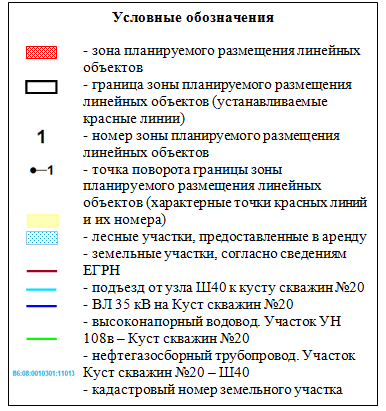 Условные обозначения
- зона планируемого размещения линейных
объектов
- граница зоны планируемого размещения
линейных объектов (устанавливаемые
красные линии)
1 - номер зоны планируемого размещения
линейных объектов
1 - точка поворота границы зоны
планируемого размещения линейных
объектов (характерные точки красных линий
и их номера)
- лесные участки, предоставленные в аренду
- земельные участки, согласно сведениям
ЕГРН
- подъезд от узла Ш40 к кусту скважин №20
- ВЛ 35 кВ на Куст скважин №20
- высоконапорный водовод. Участок УН
108в – Куст скважин №20
- нефтегазосборный трубопровод. Участок
86:08:0010301:11013 Куст скважин №20 – Ш40
- кадастровый номер земельного участка